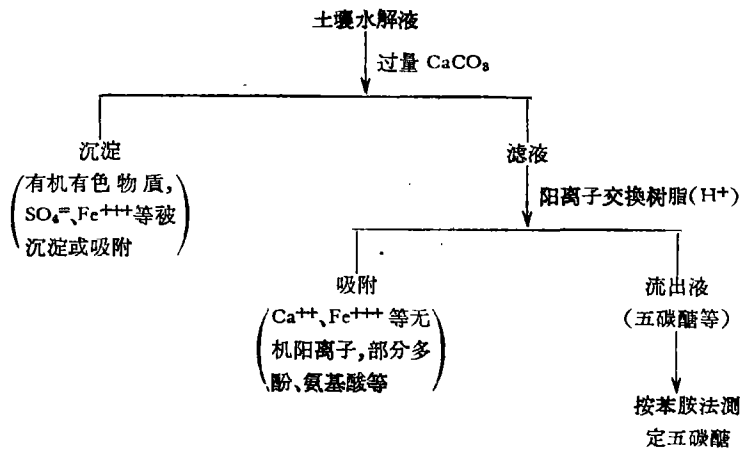 土壤水解液
过量 CaCO₃
沉淀
(有机有色物质,
SO₄⁼、Fe⁺⁺⁺等被
沉淀或吸附)
滤液
阳离子交换树脂(H⁺)
吸附
(Ca⁺⁺、Fe⁺⁺⁺等无
机阳离子,部分多
酚、氨基酸等)
流出液
(五碳醣等)
按苯胺法测
定五碳醣